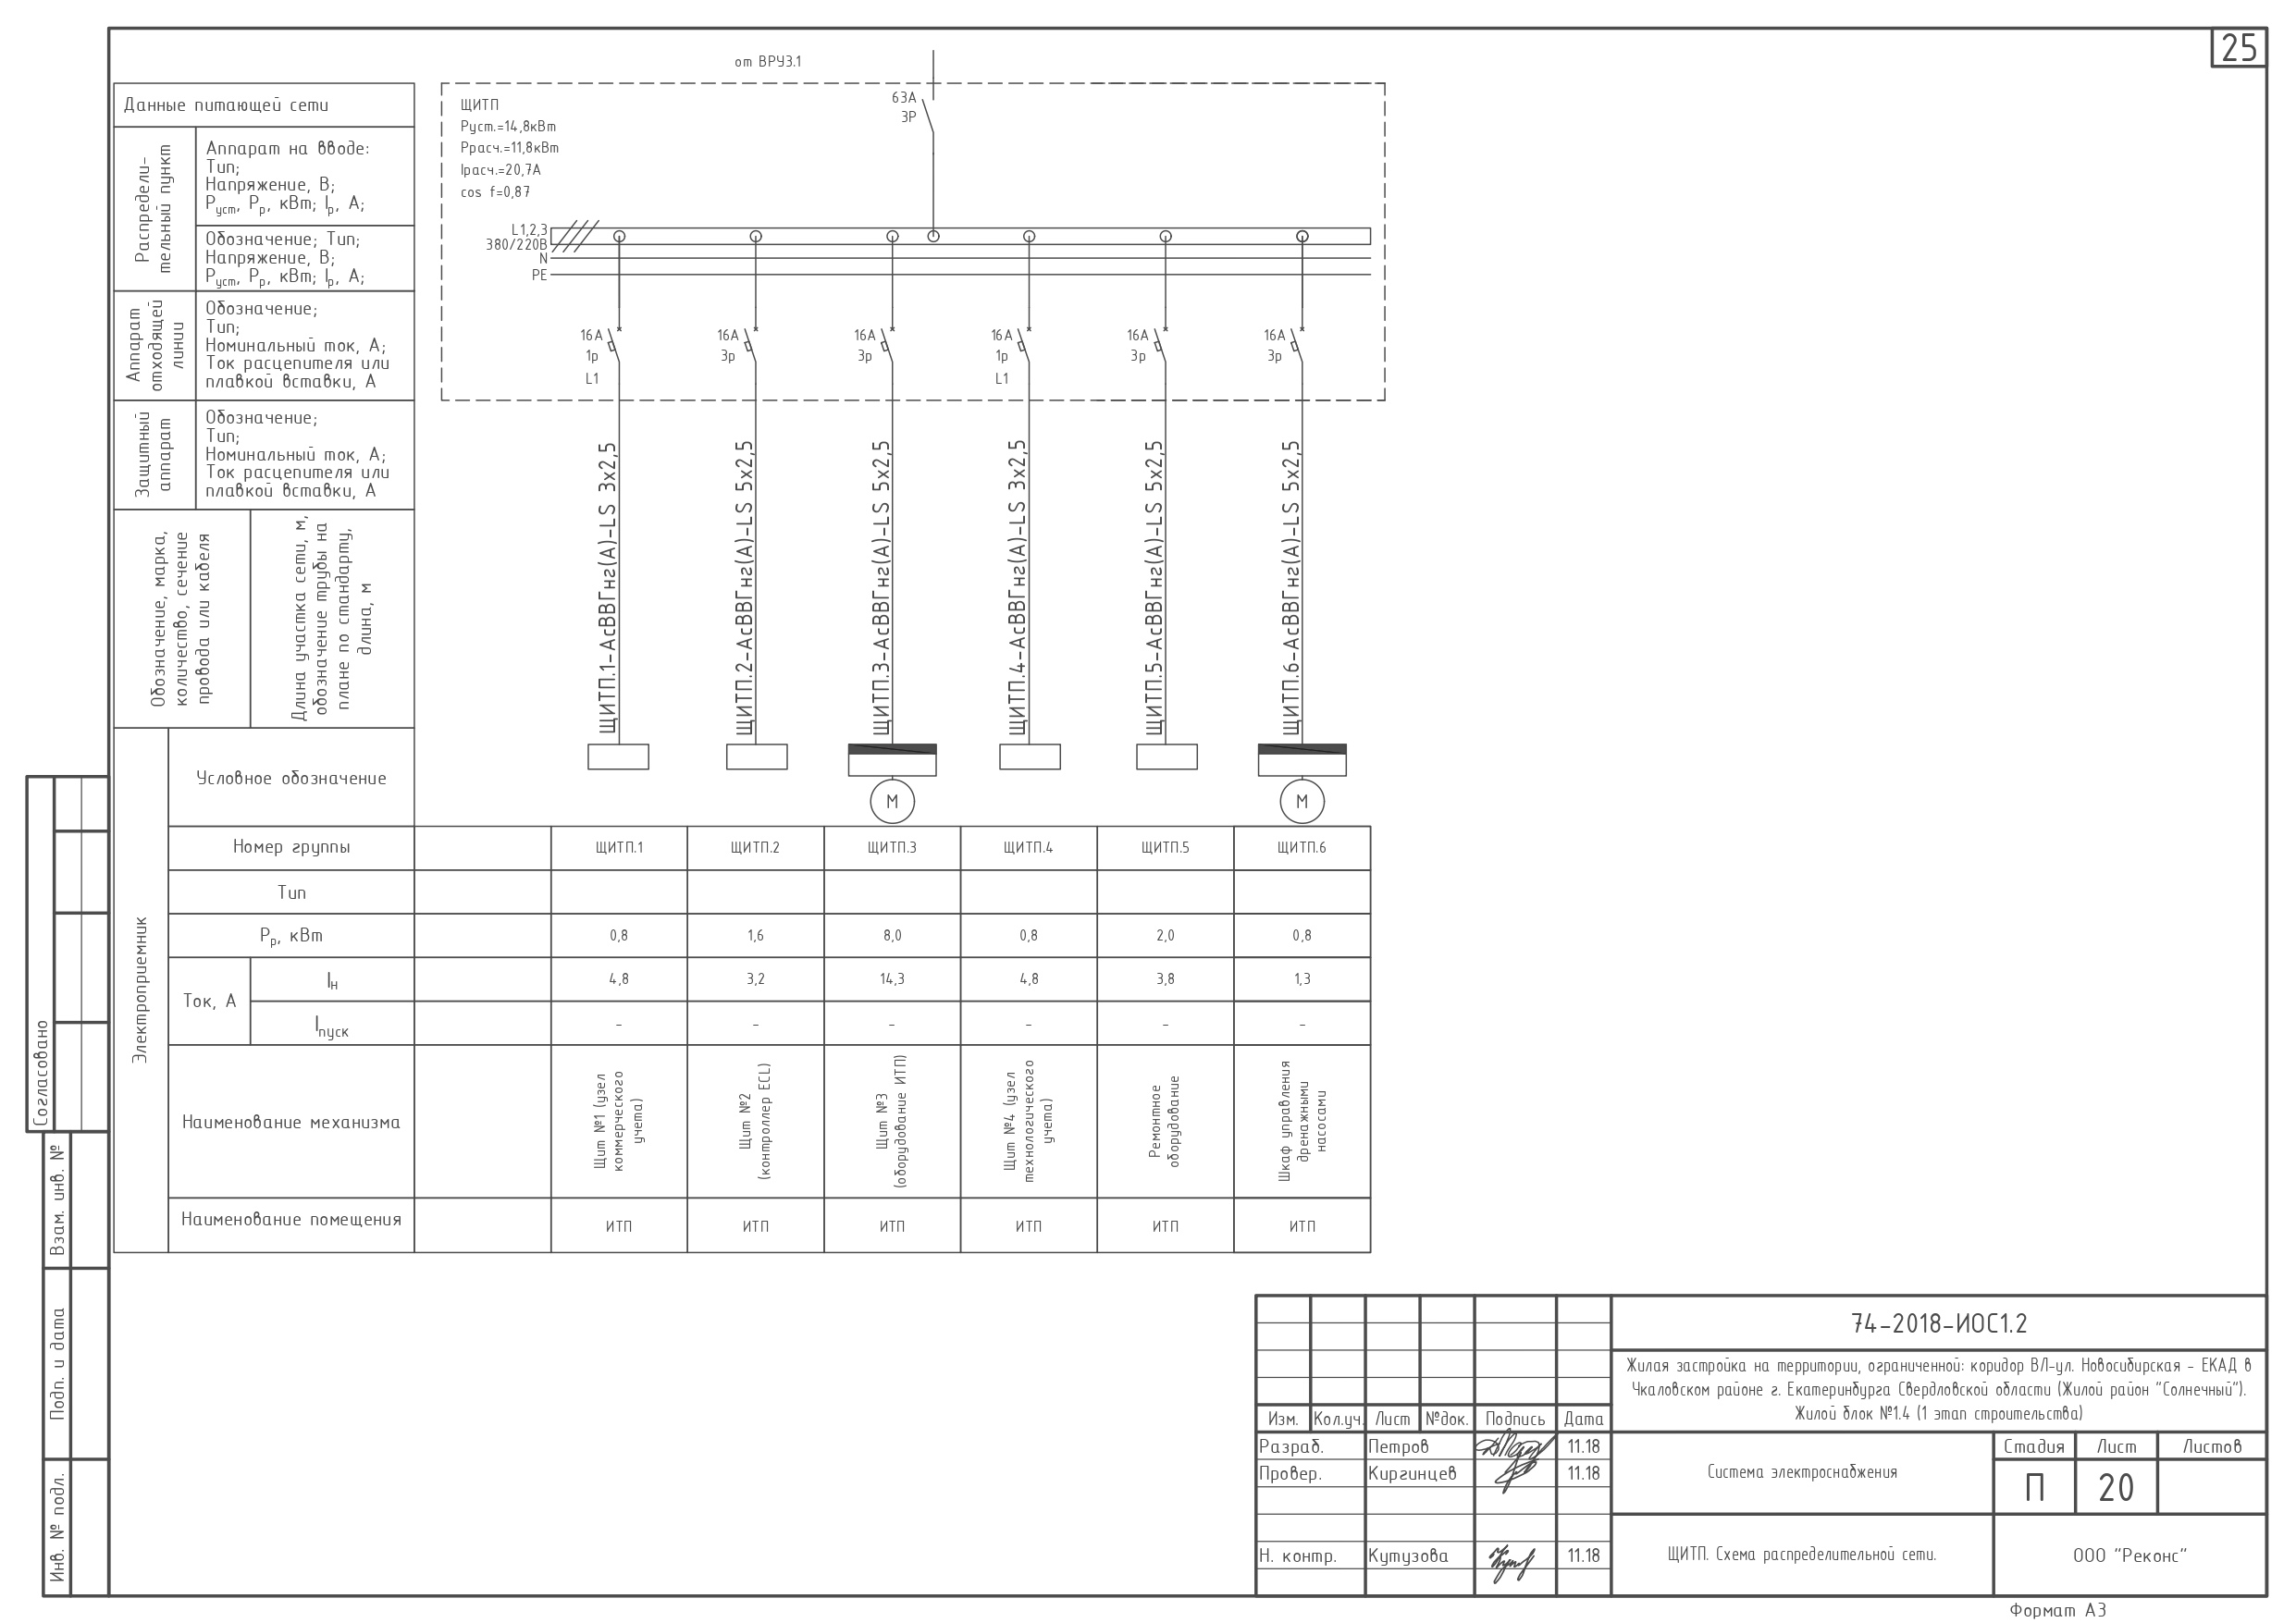 25
от ВРУЗ.1
Данные питающей сети
Распредели-
тельный пункт
Аппарат на вводе:
Тип;
Напряжение, В;
Руст, Рр, кВт; Iр, А;
Обозначение; Тип;
Напряжение, В;
Руст, Рр, кВт; Iр, А;
Аппарат
отходящей
линии
Обозначение;
Тип;
Номинальный ток, А;
Ток расцепителя или
плавкой вставки, А
Защитный
аппарат
Обозначение;
Тип;
Номинальный ток, А;
Ток расцепителя или
плавкой вставки, А
Обозначение, марка,
количество, сечение
провода или кабеля
Длина участка сети, м,
обозначение трубы на
плане по стандарту,
длина, м
ЩИТП
Руст.=14,8кВт
Ррасч.=11,8кВт
Iрасч.=20,7А
cos f=0,87
63А
3Р
L1,2,3
380/220В
N
PE
16А
1р
L1
16А
3р
16А
3р
16А
1р
L1
16А
3р
16А
3р
ЩИТП.1-АсВВГнг(А)-LS 3х2,5
ЩИТП.2-АсВВГнг(А)-LS 5х2,5
ЩИТП.3-АсВВГнг(А)-LS 5х2,5
ЩИТП.4-АсВВГнг(А)-LS 3х2,5
ЩИТП.5-АсВВГнг(А)-LS 5х2,5
ЩИТП.6-АсВВГнг(А)-LS 5х2,5
М
М
Электроприемник
Условное обозначение
Номер группы ЩИТП.1 ЩИТП.2 ЩИТП.3 ЩИТП.4 ЩИТП.5 ЩИТП.6
Тип
Рр, кВт 0,8 1,6 8,0 0,8 2,0 0,8
Ток, А
Iн 4,8 3,2 14,3 4,8 3,8 1,3
Iпуск - - - - - -
Наименование механизма
Щит №1 (узел
коммерческого
учета)
Щит №2
(контроллер ECL)
Щит №3
(оборудование ИТП)
Щит №4 (узел
технологического
учета)
Ремонтное
оборудование
Шкаф управления
дренажными
насосами
Наименование помещения ИТП ИТП ИТП ИТП ИТП ИТП
Согласовано
Взам. инв. №
Подп. и дата
Инв. № подл.
74-2018-ИОС1.2
Жилая застройка на территории, ограниченной: коридор ВЛ-ул. Новосибирская - ЕКАД в
Чкаловском районе г. Екатеринбурга Свердловской области (Жилой район "Солнечный").
Жилой блок №1.4 (1 этап строительства)
Изм. Кол.уч. Лист №док. Подпись Дата
Разраб. Петров 11.18
Провер. Киргинцев 11.18
Н. контр. Кутузова 11.18
Система электроснабжения
Стадия Лист Листов
П 20
ЩИТП. Схема распределительной сети.
ООО "Реконс"
Формат А3